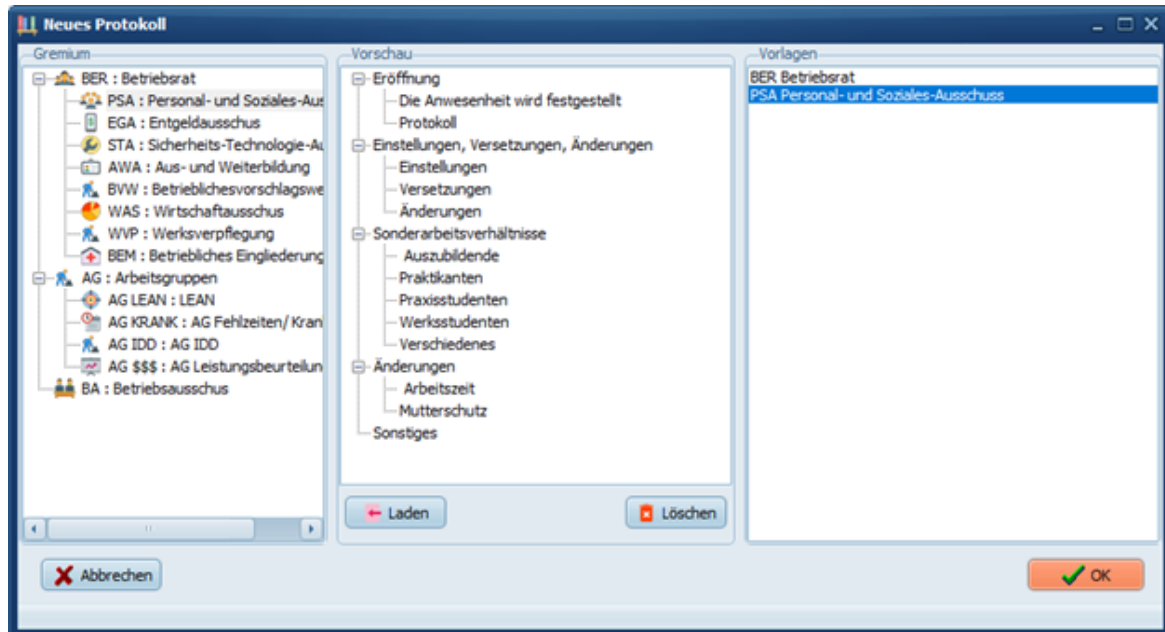 Neues Protokoll
Gremium
BER : Betriebsrat
PSA : Personal- und Soziales-Aus
EGA : Entgeldausschus
STA : Sicherheits-Technologie-Au
AWA : Aus- und Weiterbildung
BVW : Betrieblichesvorschlagswe
WAS : Wirtschaftausschus
WVP : Werksverpflegung
BEM : Betriebliches Eingliederung
AG : Arbeitsgruppen
AG LEAN : LEAN
AG KRANK : AG Fehlzeiten/ Kran
AG IDD : AG IDD
AG $$$ : AG Leistungsbeurteilun
BA : Betriebsausschus
Vorschau
Eröffnung
Die Anwesenheit wird festgestellt
Protokoll
Einstellungen, Versetzungen, Änderungen
Einstellungen
Versetzungen
Änderungen
Sonderarbeitsverhältnisse
Auszubildende
Praktikanten
Praxisstudenten
Werksstudenten
Verschiedenes
Änderungen
Arbeitszeit
Mutterschutz
Sonstiges
Laden
Löschen
Vorlagen
BER Betriebsrat
PSA Personal- und Soziales-Ausschuss
Abbrechen
OK